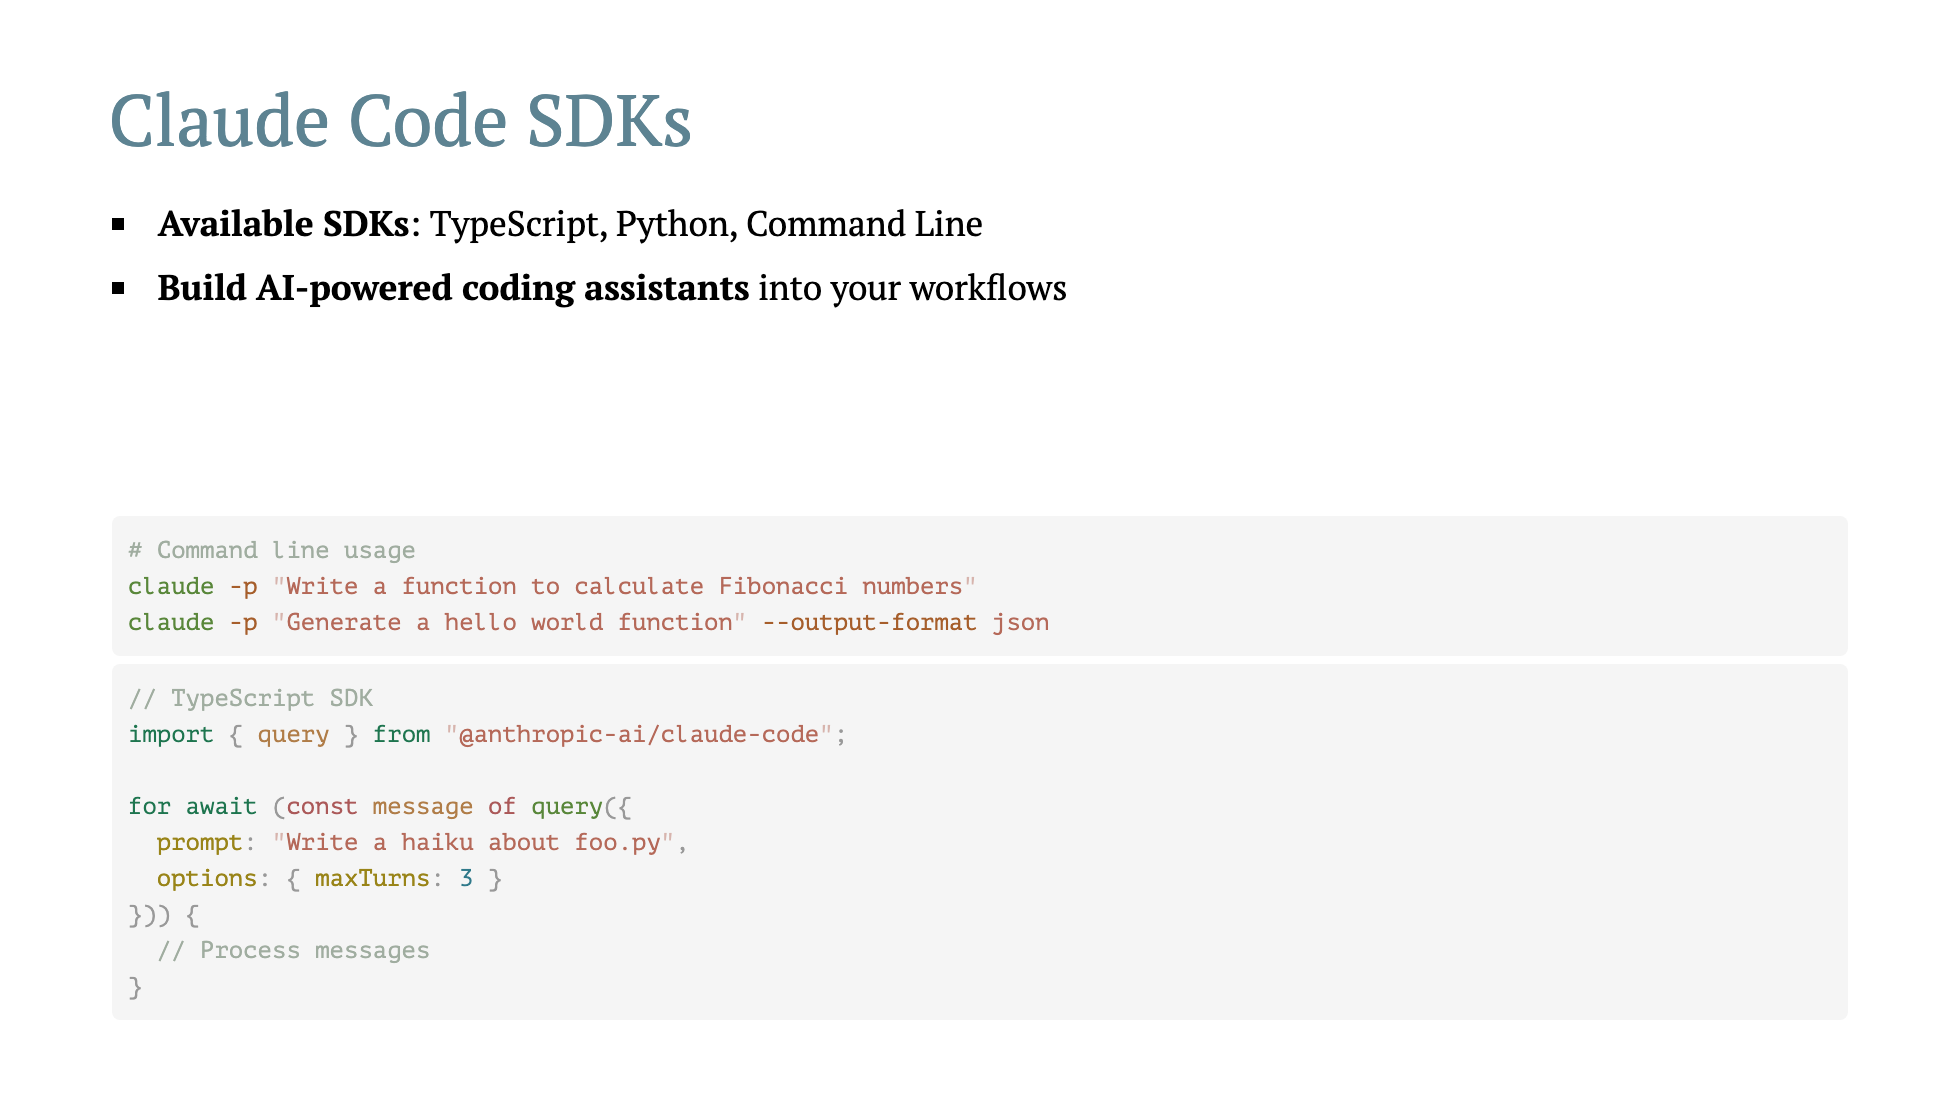 Claude Code SDKs
Available SDKs: TypeScript, Python, Command Line
Build AI-powered coding assistants into your workflows
# Command line usage
claude -p "Write a function to calculate Fibonacci numbers"
claude -p "Generate a hello world function" --output-format json
// TypeScript SDK
import { query } from "@anthropic-ai/claude-code";
for await (const message of query({
  prompt: "Write a haiku about foo.py",
  options: { maxTurns: 3 }
})) {
  // Process messages
}